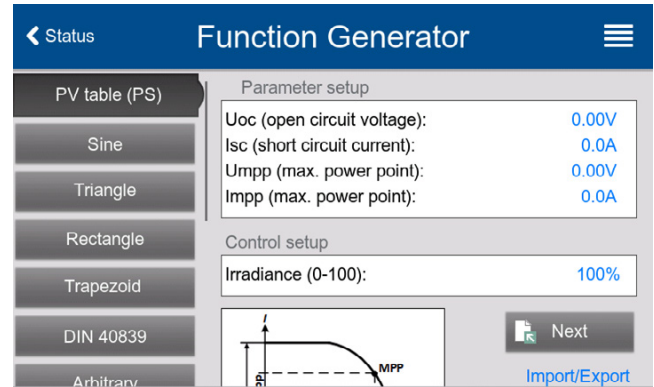 Status
Function Generator
PV table (PS)
Sine
Triangle
Rectangle
Trapezoid
DIN 40839
Arbitrary
Parameter setup
Uoc (open circuit voltage): 0.00V
Isc (short circuit current): 0.0A
Umpp (max. power point): 0.00V
Impp (max. power point): 0.0A
Control setup
Irradiance (0-100): 100%
I
MPP
Next
Import/Export